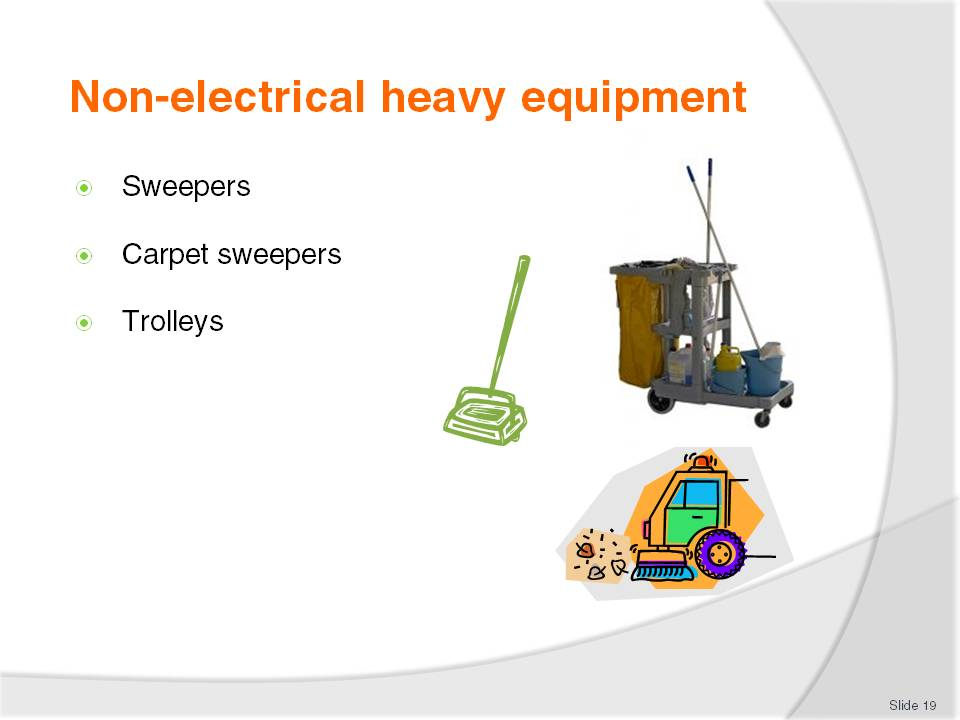 Non-electrical heavy equipment
Sweepers
Carpet sweepers
Trolleys
Slide 19